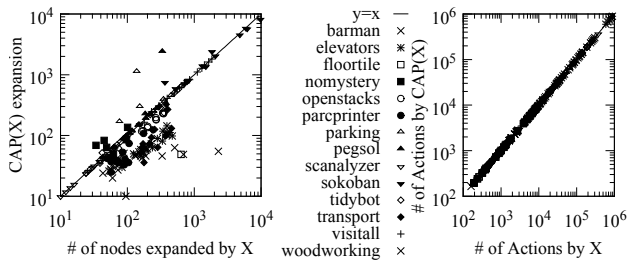 CAP(X) expansion
10⁴
10³
10²
10¹
10¹ 10² 10³ 10⁴
# of nodes expanded by X
y=x
barman
elevators
floortile
nomystery
openstacks
parcprinter
parking
pegsol
scanalyzer
sokoban
tidybot
transport
visitall
woodworking
# of Actions by CAP(X)
10⁶
10⁵
10⁴
10³
10²
10² 10³ 10⁴ 10⁵ 10⁶
# of Actions by X